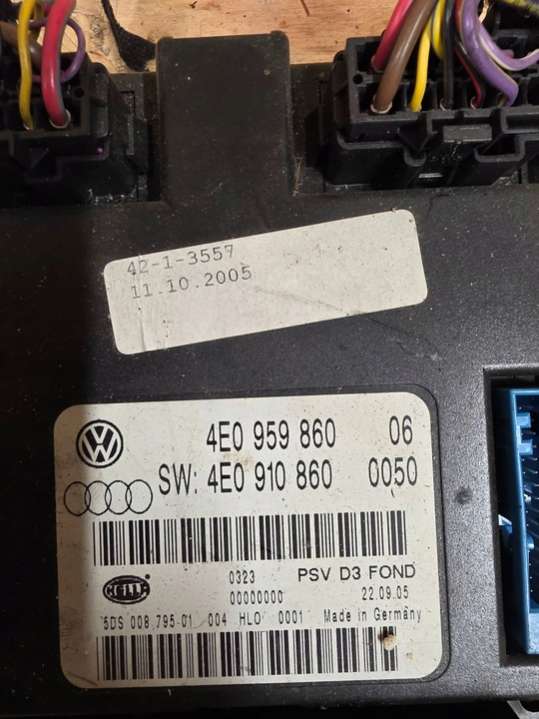 42-1-3557
11.10.2005
4E0 959 860 06
SW: 4E0 910 860 0050
0323 PSV D3 FOND
00000000 22.09.05
5DS 008 795-01 004 HLO 0001 Made in Germany